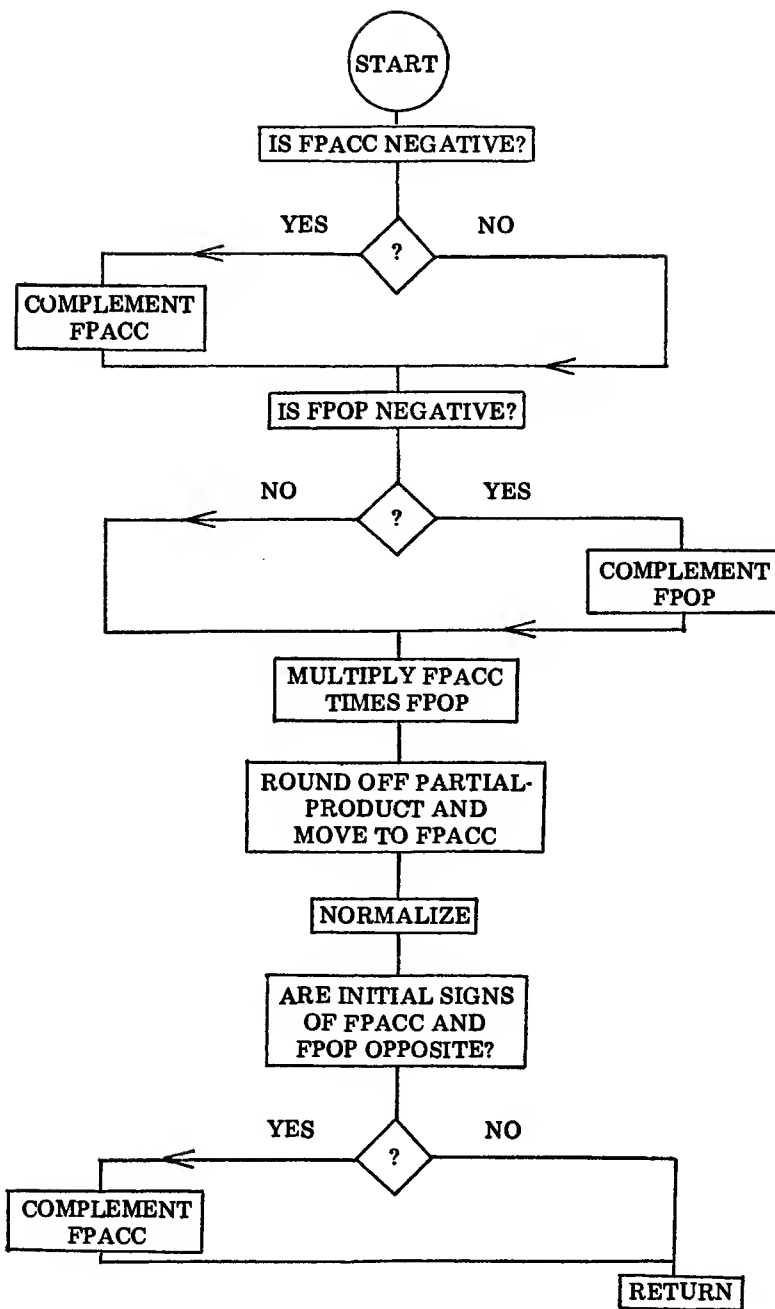 START
IS FPACC NEGATIVE?
YES
NO
?
COMPLEMENT
FPACC
IS FPOP NEGATIVE?
NO
YES
?
COMPLEMENT
FPOP
MULTIPLY FPACC
TIMES FPOP
ROUND OFF PARTIAL-
PRODUCT AND
MOVE TO FPACC
NORMALIZE
ARE INITIAL SIGNS
OF FPACC AND
FPOP OPPOSITE?
YES
NO
?
COMPLEMENT
FPACC
RETURN